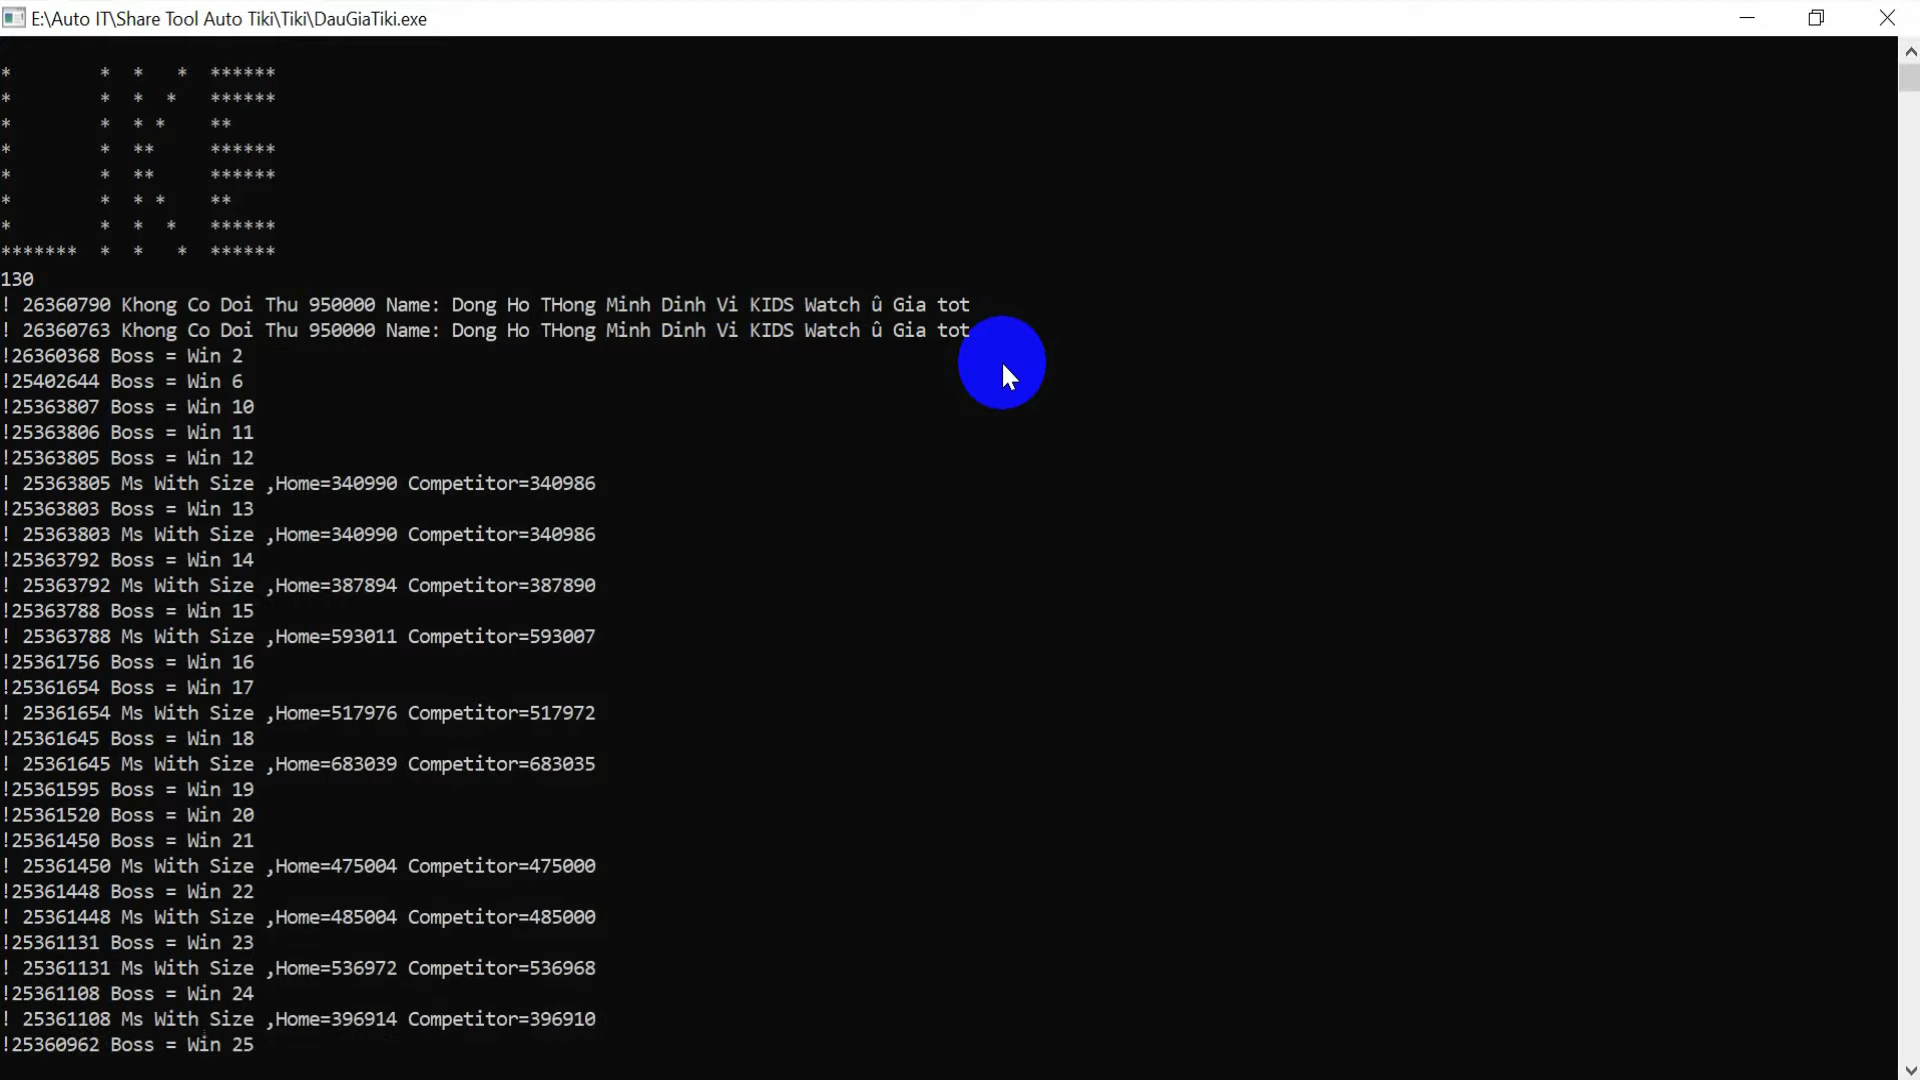 E:\Auto IT\Share Tool Auto Tiki\Tiki\DauGiaTiki.exe
*        *  *   *  ******
*        *  *  *   ******
*        *  * *    **
*        *  **     ******
*        *  **     ******
*        *  * *    **
*        *  *  *   ******
*******  *  *   *  ******
130
! 26360790 Khong Co Doi Thu 950000 Name: Dong Ho THong Minh Dinh Vi KIDS Watch û Gia tot
! 26360763 Khong Co Doi Thu 950000 Name: Dong Ho THong Minh Dinh Vi KIDS Watch û Gia tot
!26360368 Boss = Win 2
!25402644 Boss = Win 6
!25363807 Boss = Win 10
!25363806 Boss = Win 11
!25363805 Boss = Win 12
! 25363805 Ms With Size ,Home=340990 Competitor=340986
!25363803 Boss = Win 13
! 25363803 Ms With Size ,Home=340990 Competitor=340986
!25363792 Boss = Win 14
! 25363792 Ms With Size ,Home=387894 Competitor=387890
!25363788 Boss = Win 15
! 25363788 Ms With Size ,Home=593011 Competitor=593007
!25361756 Boss = Win 16
!25361654 Boss = Win 17
! 25361654 Ms With Size ,Home=517976 Competitor=517972
!25361645 Boss = Win 18
! 25361645 Ms With Size ,Home=683039 Competitor=683035
!25361595 Boss = Win 19
!25361520 Boss = Win 20
!25361450 Boss = Win 21
! 25361450 Ms With Size ,Home=475004 Competitor=475000
!25361448 Boss = Win 22
! 25361448 Ms With Size ,Home=485004 Competitor=485000
!25361131 Boss = Win 23
! 25361131 Ms With Size ,Home=536972 Competitor=536968
!25361108 Boss = Win 24
! 25361108 Ms With Size ,Home=396914 Competitor=396910
!25360962 Boss = Win 25